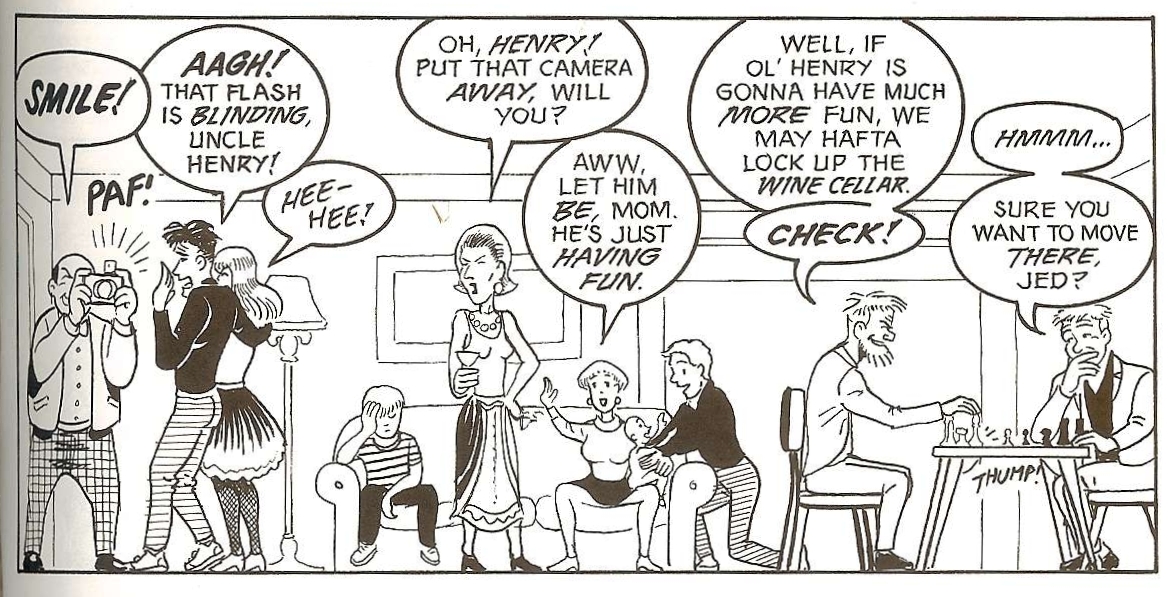 SMILE!
PAF!
AAGH!
THAT FLASH
IS BLINDING,
UNCLE
HENRY!
HEE-
HEE!
OH, HENRY!
PUT THAT CAMERA
AWAY, WILL
YOU?
AWW,
LET HIM
BE, MOM.
HE'S JUST
HAVING
FUN.
WELL, IF
OL' HENRY IS
GONNA HAVE MUCH
MORE FUN, WE
MAY HAFTA
LOCK UP THE
WINE CELLAR.
CHECK!
THUMP!
HMMM...
SURE YOU
WANT TO MOVE
THERE,
JED?